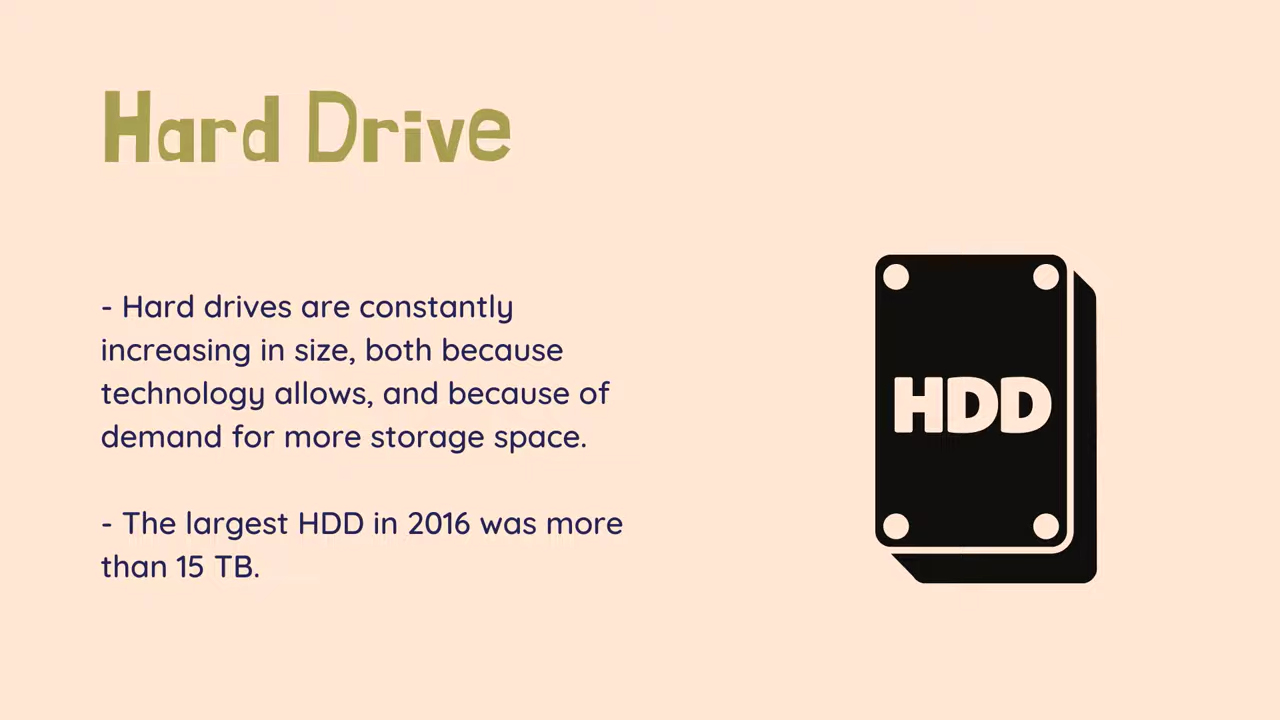 Hard Drive
- Hard drives are constantly
increasing in size, both because
technology allows, and because of
demand for more storage space.
- The largest HDD in 2016 was more
than 15 TB.
HDD